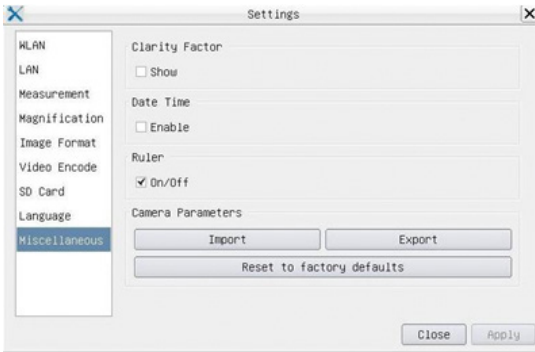 Settings
WLAN
LAN
Measurement
Magnification
Image Format
Video Encode
SD Card
Language
Miscellaneous
Clarity Factor
Show
Date Time
Enable
Ruler
On/Off
Camera Parameters
Import Export
Reset to factory defaults
Close Apply